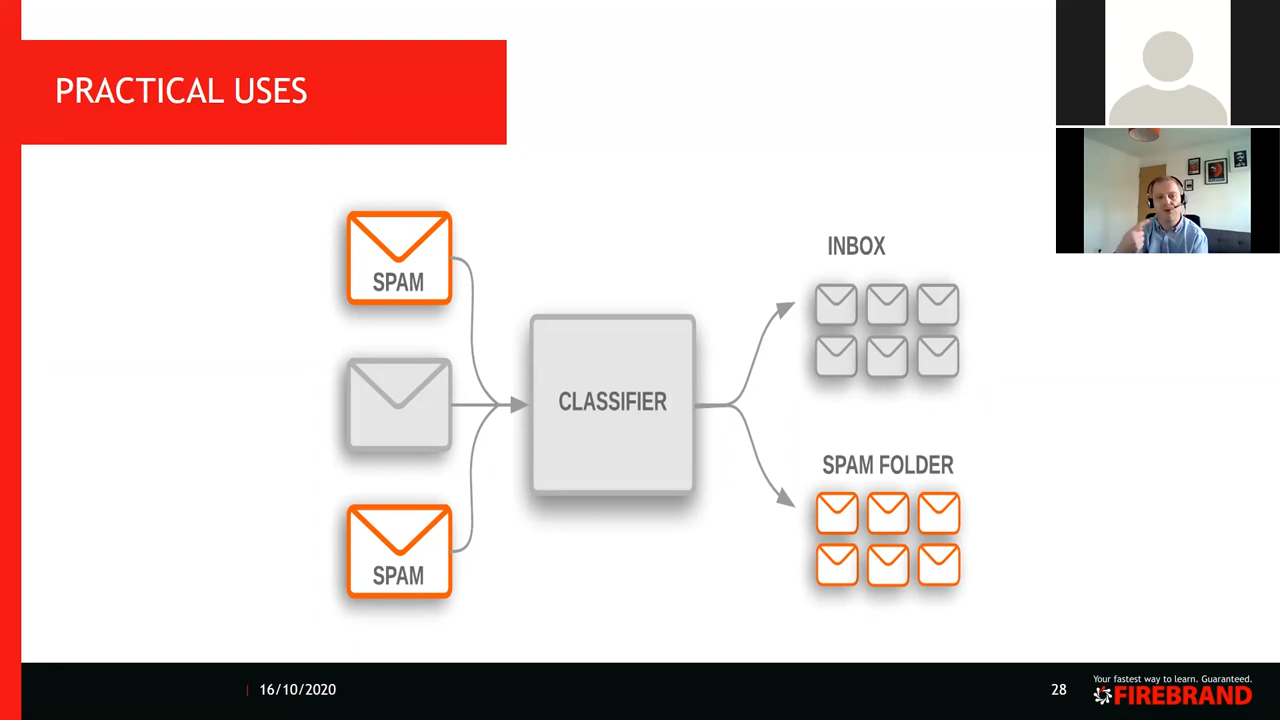 PRACTICAL USES
SPAM
SPAM
CLASSIFIER
INBOX
SPAM FOLDER
16/10/2020
28
Your fastest way to learn. Guaranteed.
FIREBRAND